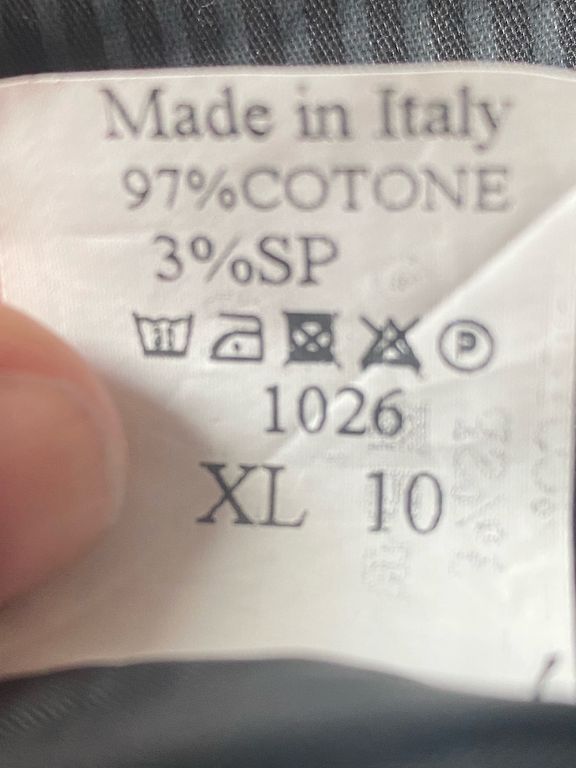 Made in Italy
97%COTONE
3%SP
P
1026
XL 10